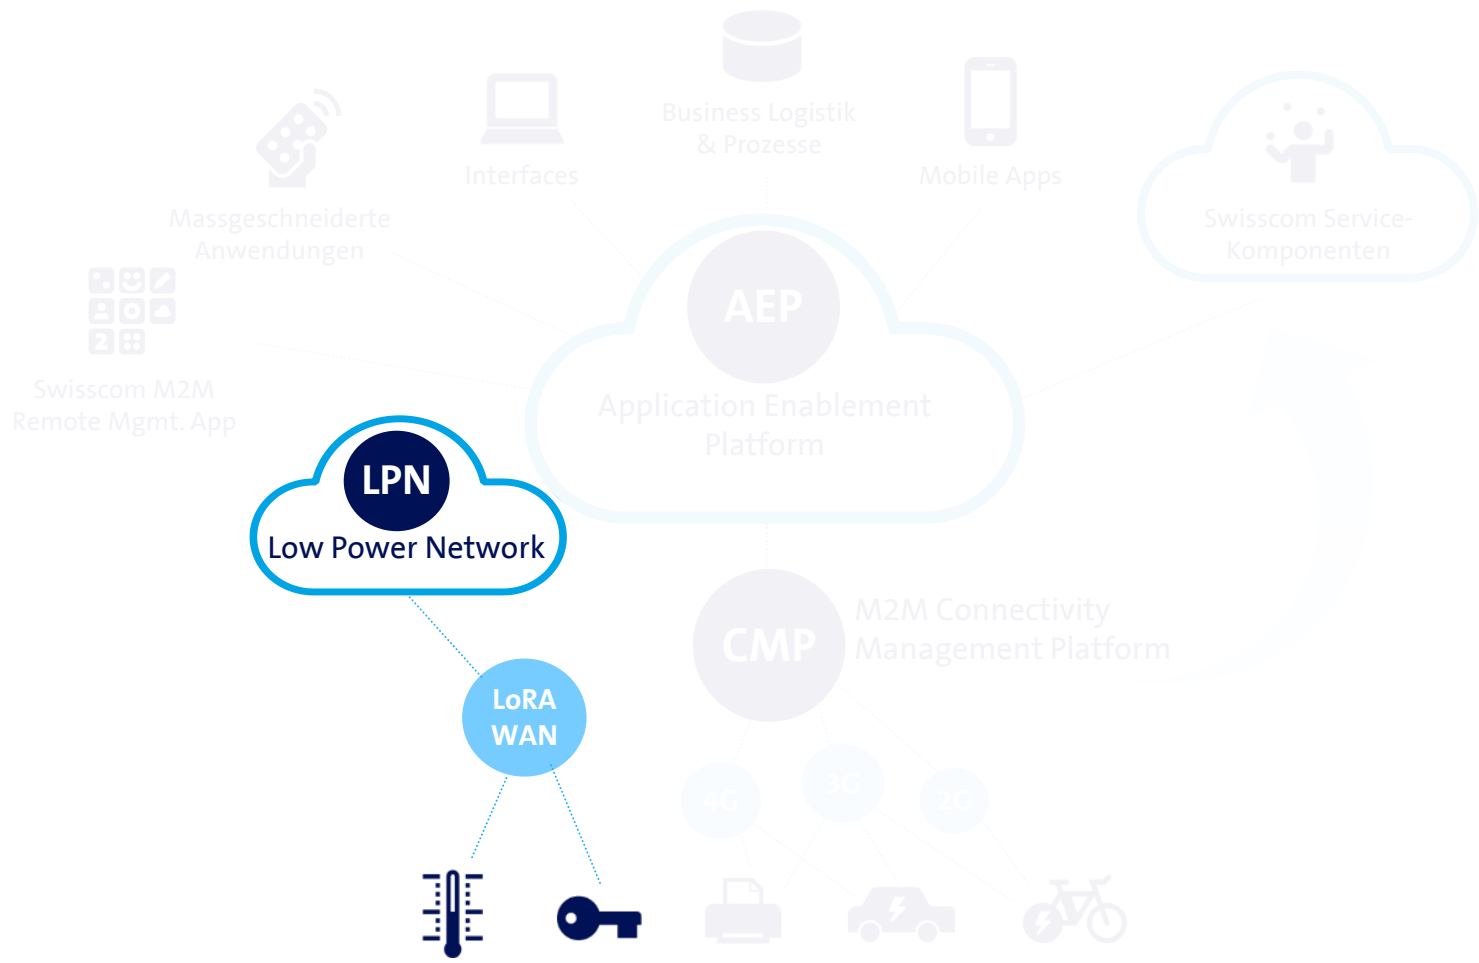 Business Logistik
& Prozesse
Interfaces
Mobile Apps
Massgeschneiderte
Anwendungen
Swisscom Service-
Komponenten
AEP
Application Enablement
Platform
2
Swisscom M2M
Remote Mgmt. App
LPN
Low Power Network
CMP
M2M Connectivity
Management Platform
LoRA
WAN
4G
3G
2G